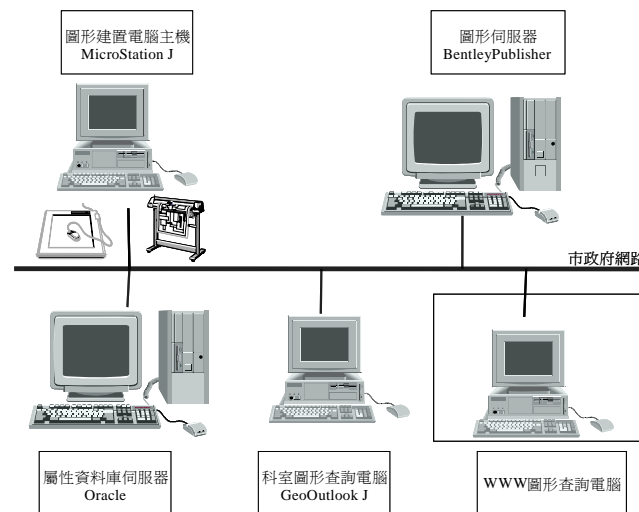 圖形建置電腦主機
MicroStation J
圖形伺服器
BentleyPublisher
市政府網路
屬性資料庫伺服器
Oracle
科室圖形查詢電腦
GeoOutlook J
WWW圖形查詢電腦